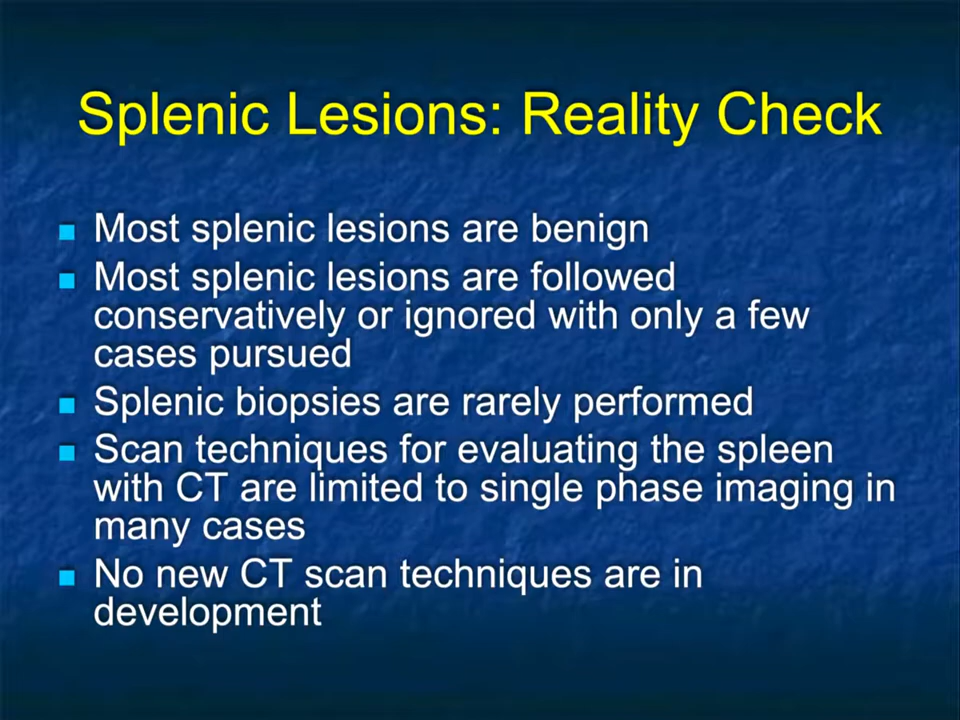 Splenic Lesions: Reality Check
Most splenic lesions are benign
Most splenic lesions are followed
conservatively or ignored with only a few
cases pursued
Splenic biopsies are rarely performed
Scan techniques for evaluating the spleen
with CT are limited to single phase imaging in
many cases
No new CT scan techniques are in
development